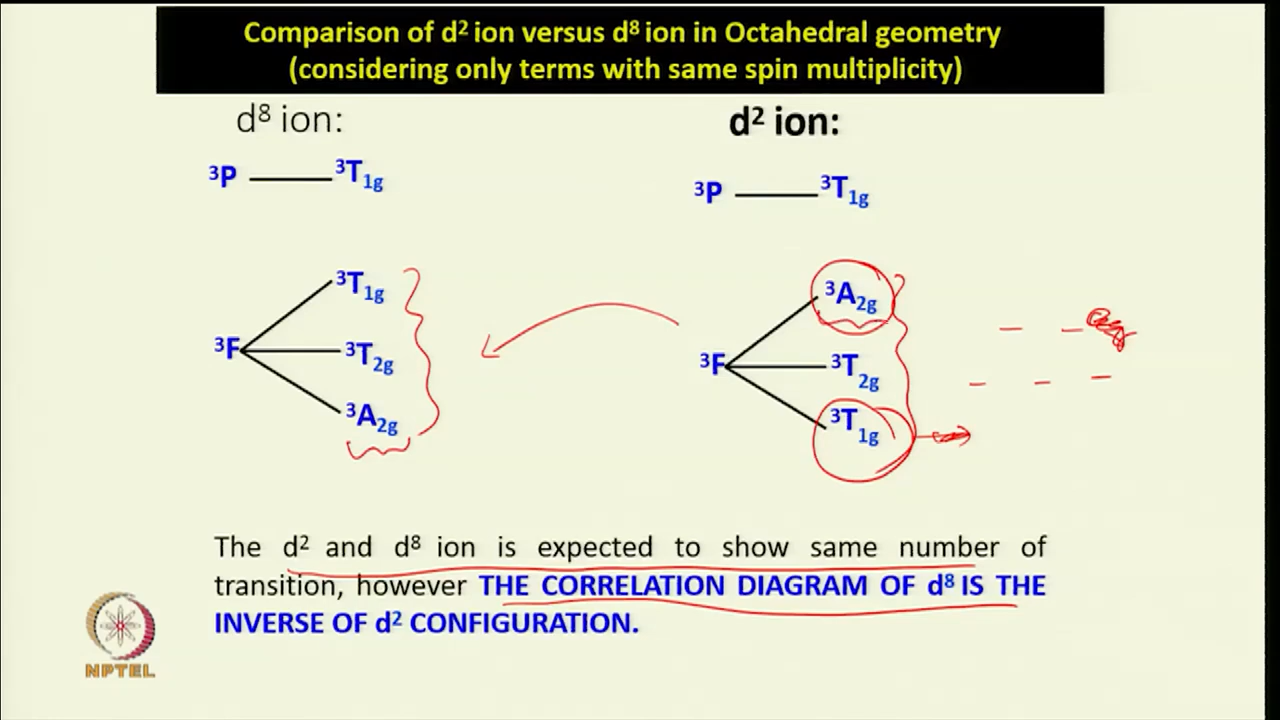 Comparison of d² ion versus d⁸ ion in Octahedral geometry
(considering only terms with same spin multiplicity)
d⁸ ion:
³P ³T₁g
³F
³T₁g
³T₂g
³A₂g
d² ion:
³P ³T₁g
³F
³A₂g
³T₂g
³T₁g
The d² and d⁸ ion is expected to show same number of
transition, however THE CORRELATION DIAGRAM OF d⁸ IS THE
INVERSE OF d² CONFIGURATION.
NPTEL